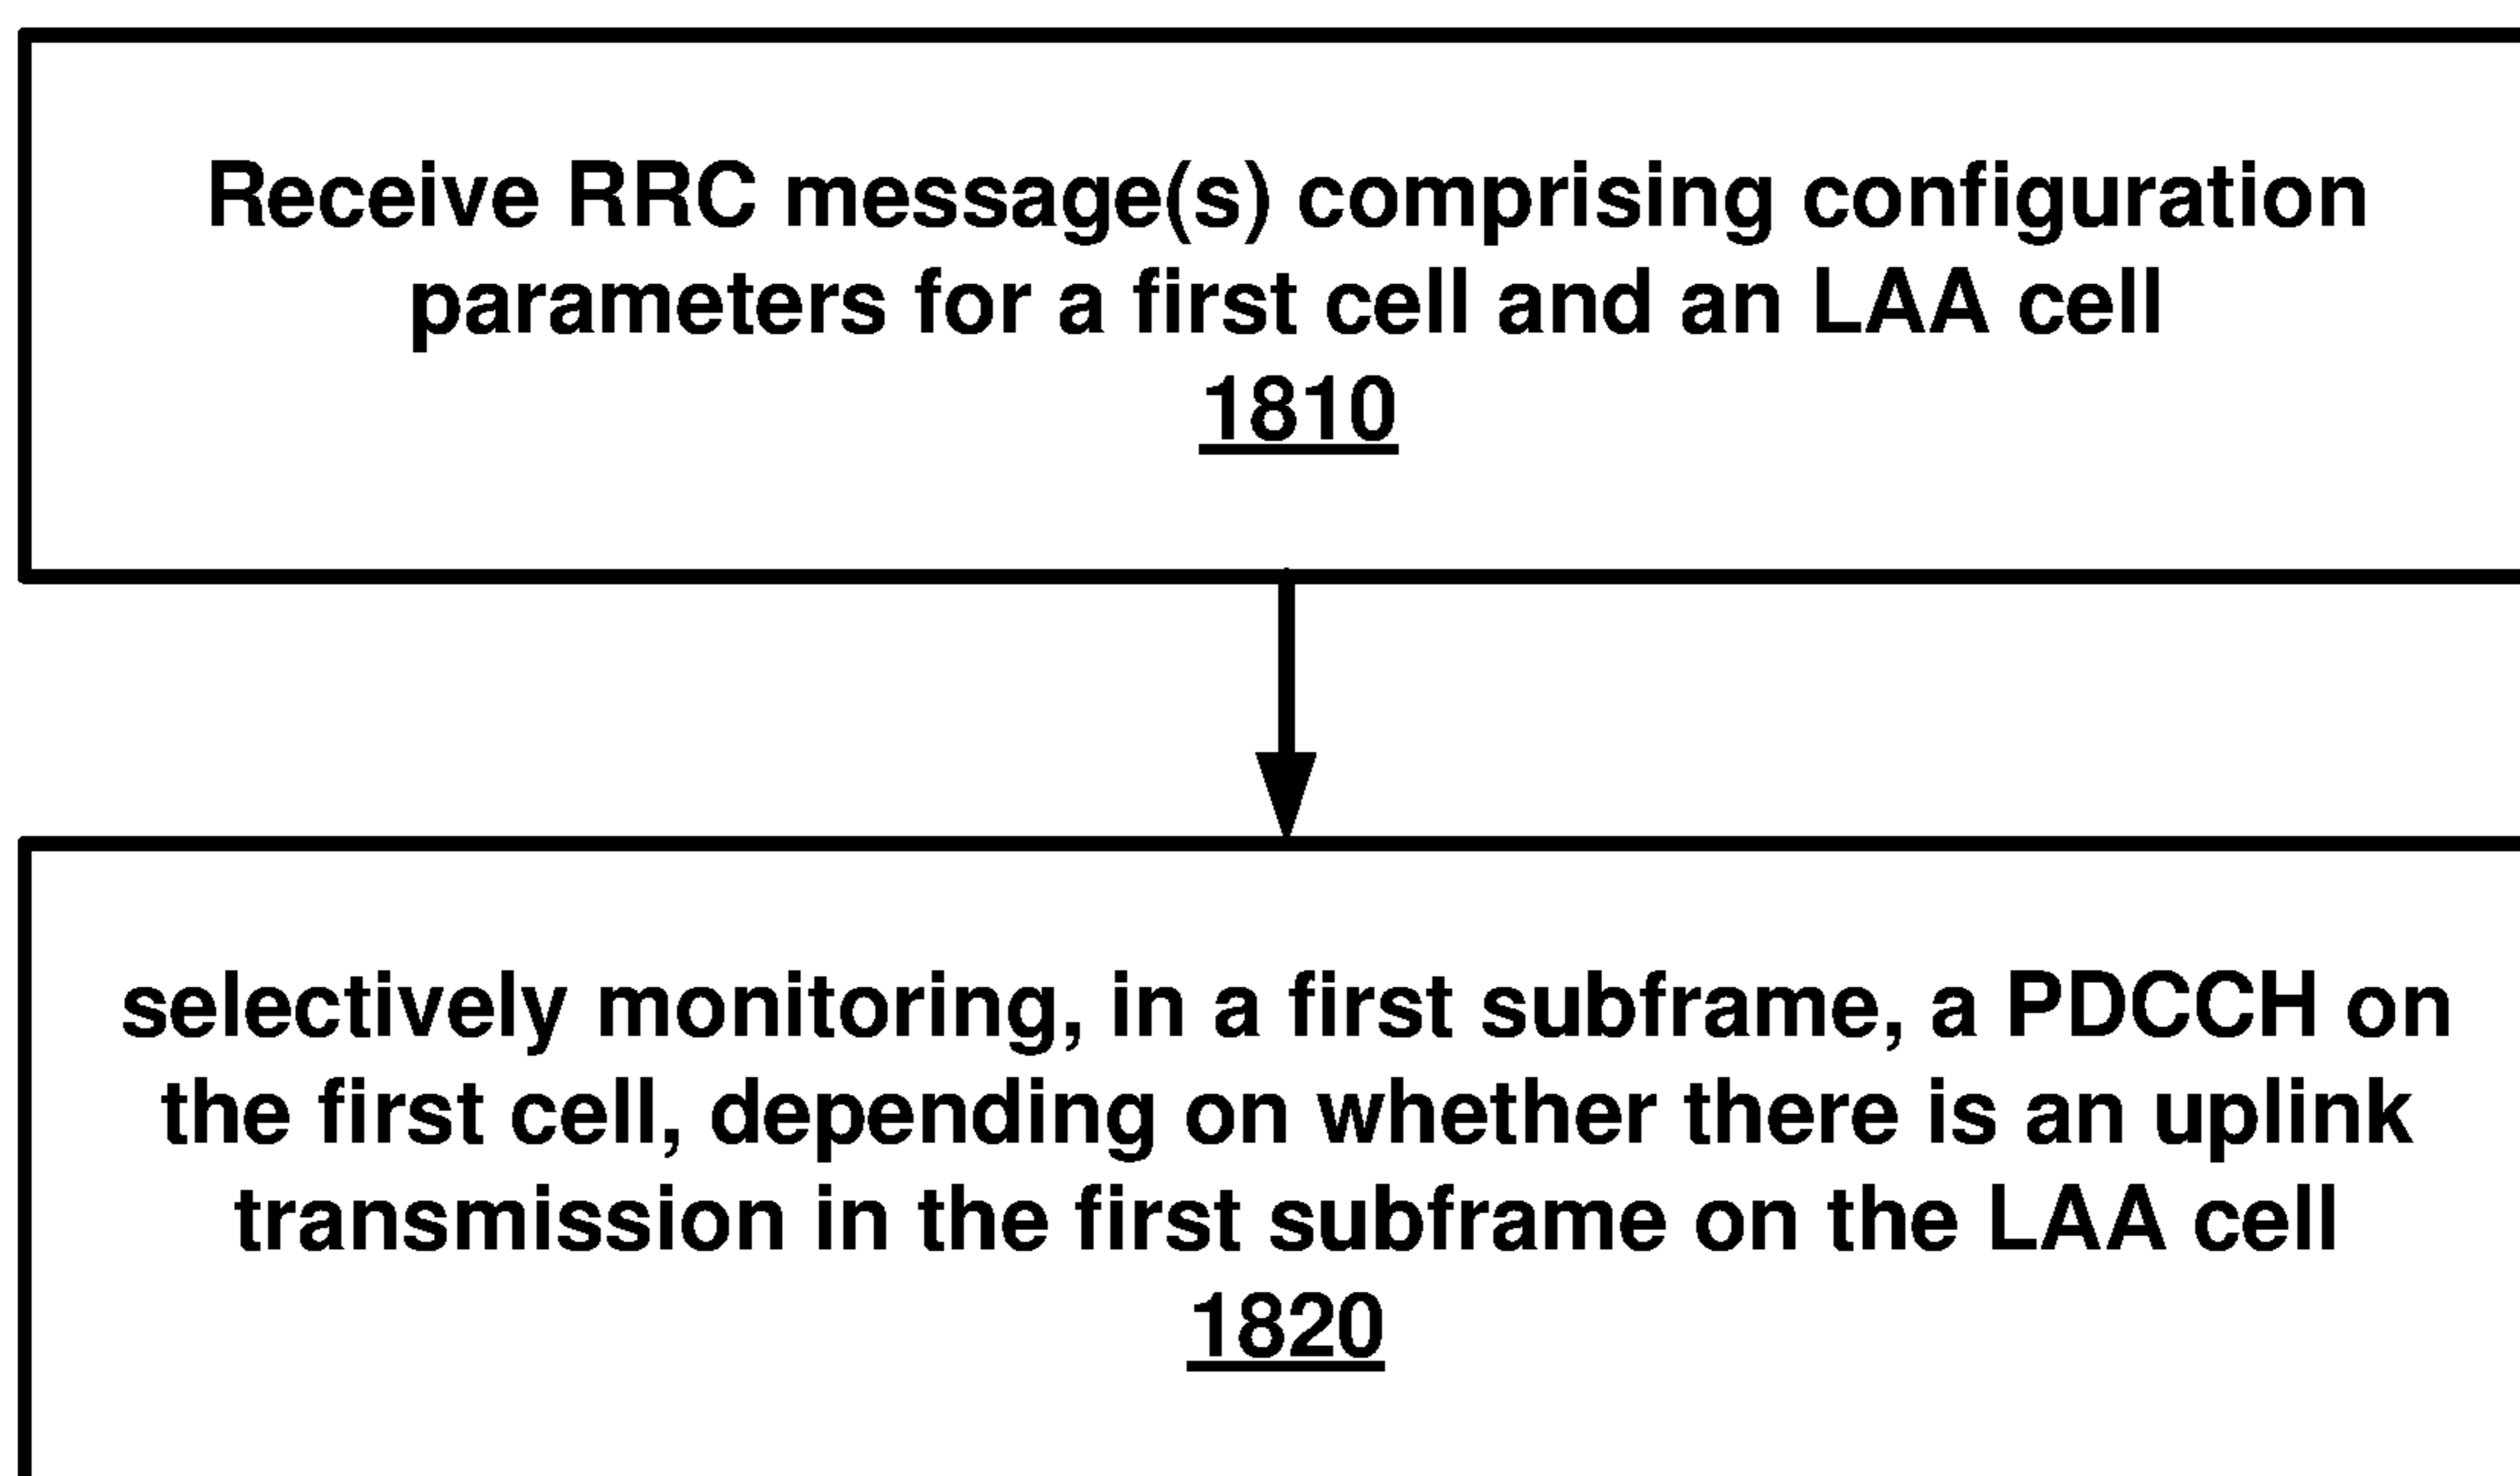 Receive RRC message(s) comprising configuration
parameters for a first cell and an LAA cell
1810
selectively monitoring, in a first subframe, a PDCCH on
the first cell, depending on whether there is an uplink
transmission in the first subframe on the LAA cell
1820